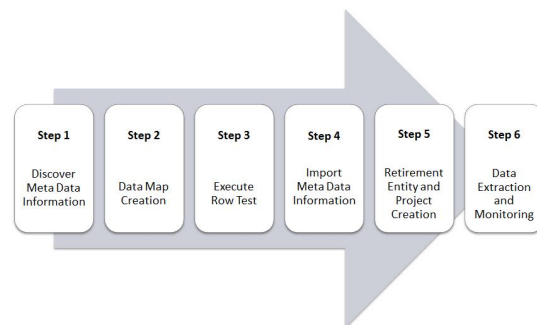 Step 1
Discover
Meta Data
Information
Step 2
Data Map
Creation
Step 3
Execute
Row Test
Step 4
Import
Meta Data
Information
Step 5
Retirement
Entity and
Project
Creation
Step 6
Data
Extraction
and
Monitoring